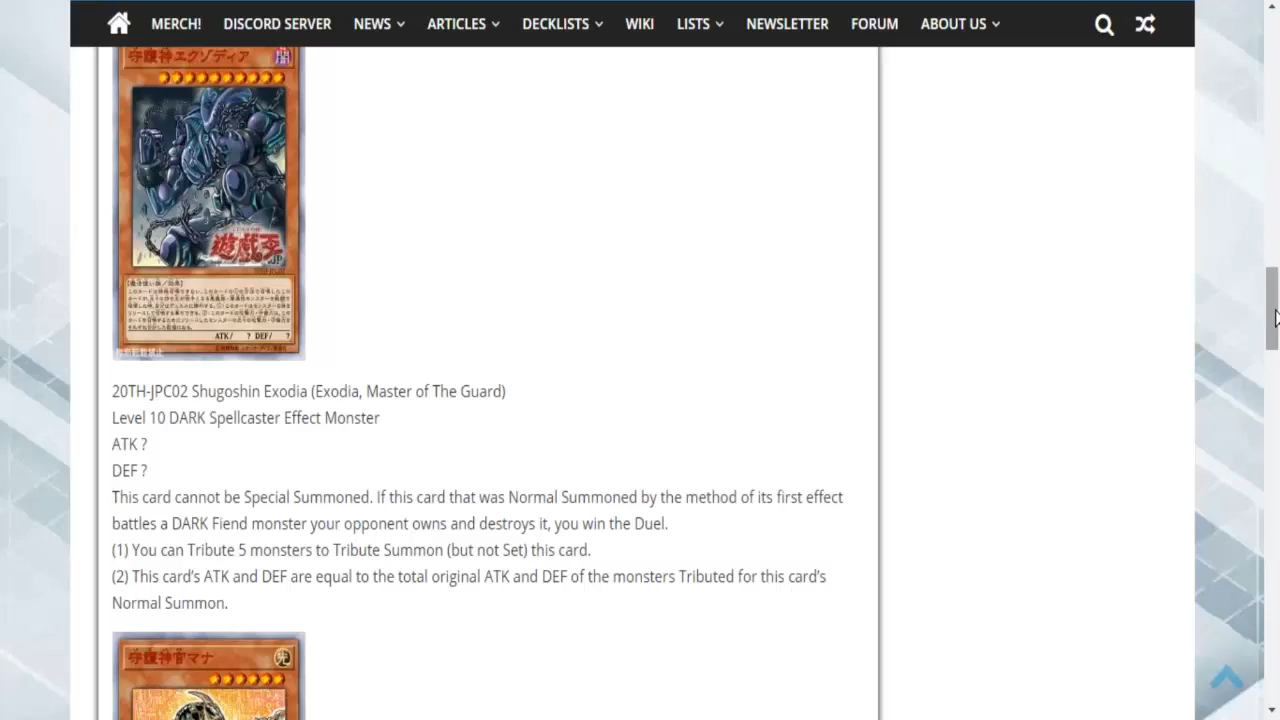 MERCH! DISCORD SERVER NEWS ARTICLES DECKLISTS WIKI LISTS NEWSLETTER FORUM ABOUT US
守護神エクゾディア 闇
遊戯王
20TH-JPC02
ATK/ ? DEF/ ?
20TH-JPC02 Shugoshin Exodia (Exodia, Master of The Guard)
Level 10 DARK Spellcaster Effect Monster
ATK ?
DEF ?
This card cannot be Special Summoned. If this card that was Normal Summoned by the method of its first effect
battles a DARK Fiend monster your opponent owns and destroys it, you win the Duel.
(1) You can Tribute 5 monsters to Tribute Summon (but not Set) this card.
(2) This card’s ATK and DEF are equal to the total original ATK and DEF of the monsters Tributed for this card’s
Normal Summon.
守護神官マナ 光